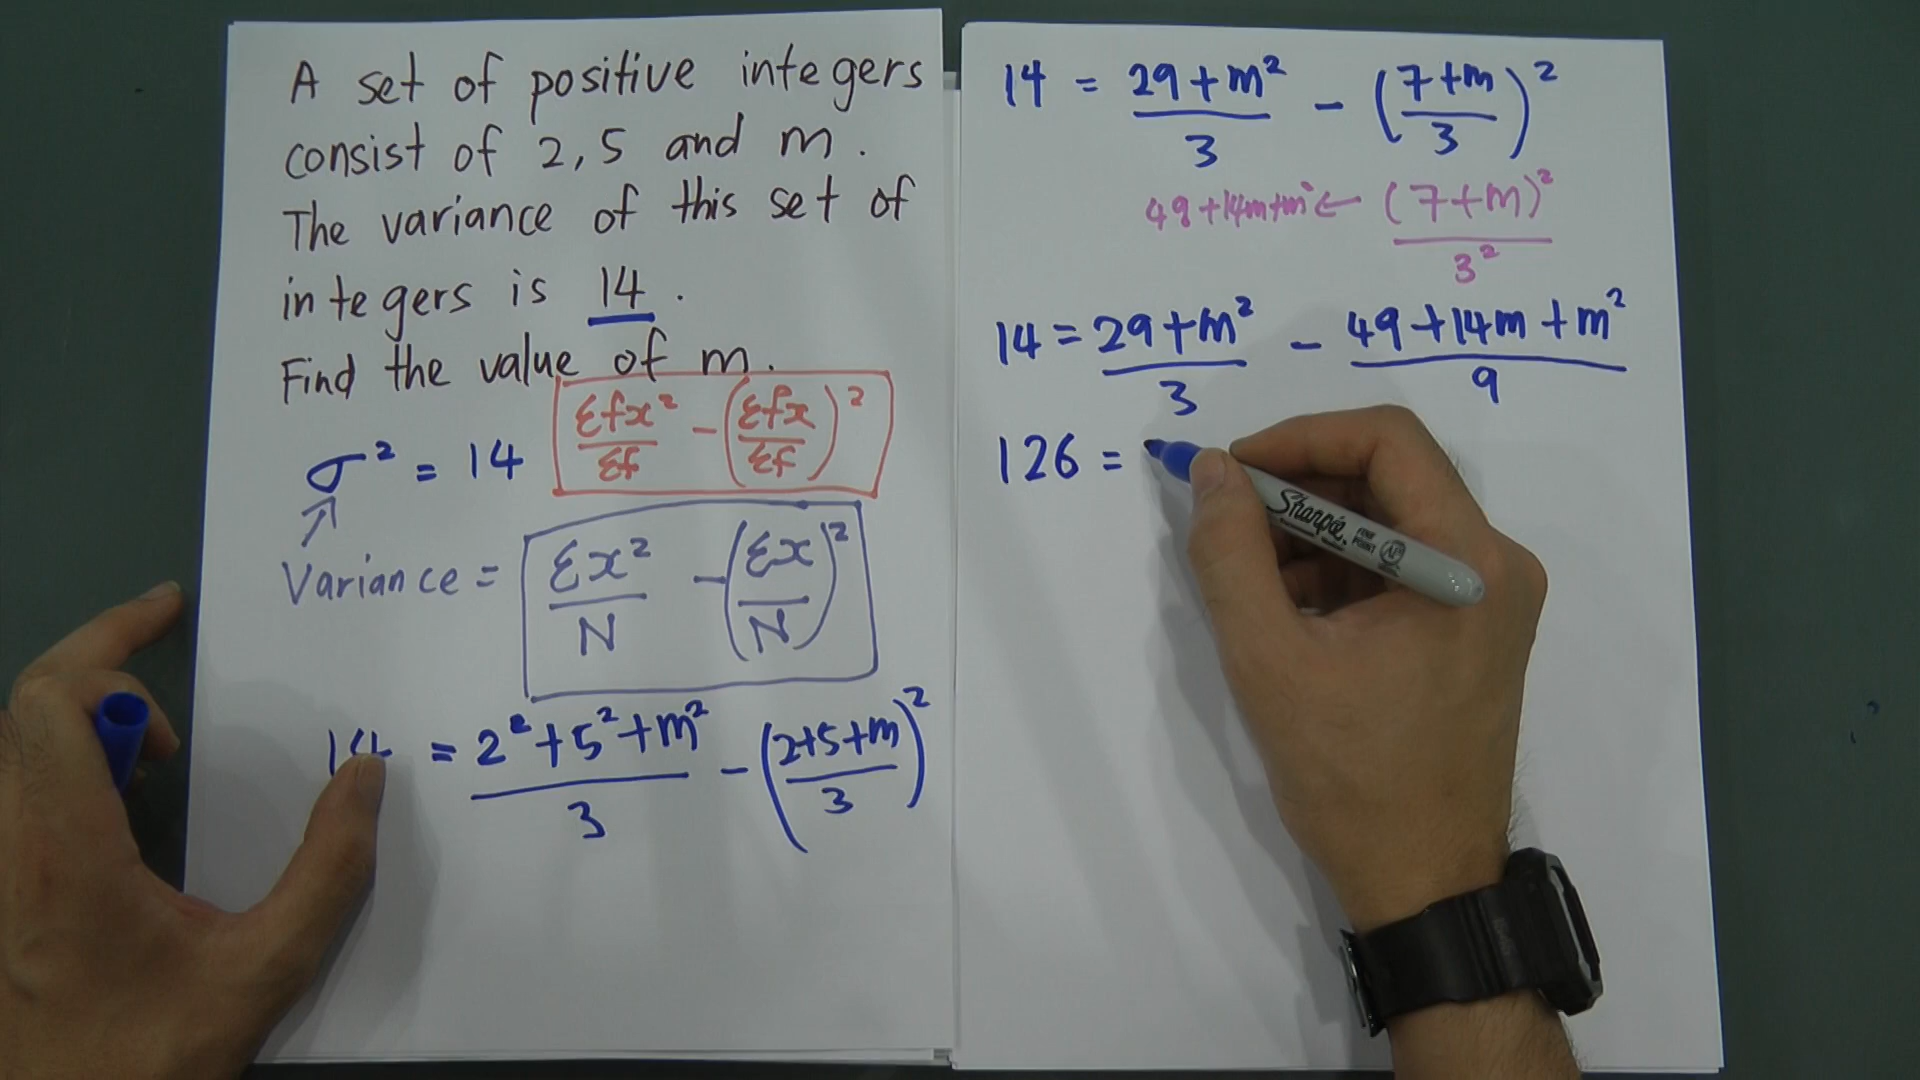 A set of positive integers
consist of 2, 5 and m.
The variance of this set of
integers is 14.
Find the value of m.
σ² = 14
Σfx²/Σf - (Σfx/Σf)²
Variance = Σx²/N - (Σx/N)²
14 = 2²+5²+m²/3 - (2+5+m/3)²
14 = 29+m²/3 - (7+m/3)²
49+14m+m² ← (7+m)²/3²
14 = 29+m²/3 - 49+14m+m²/9
126 =
Sharpie.
FINE POINT
AP